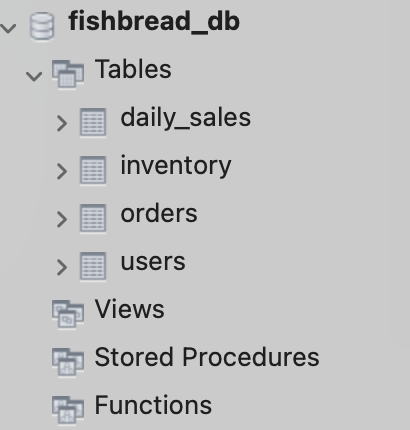 fishbread_db
Tables
daily_sales
inventory
orders
users
Views
Stored Procedures
Functions